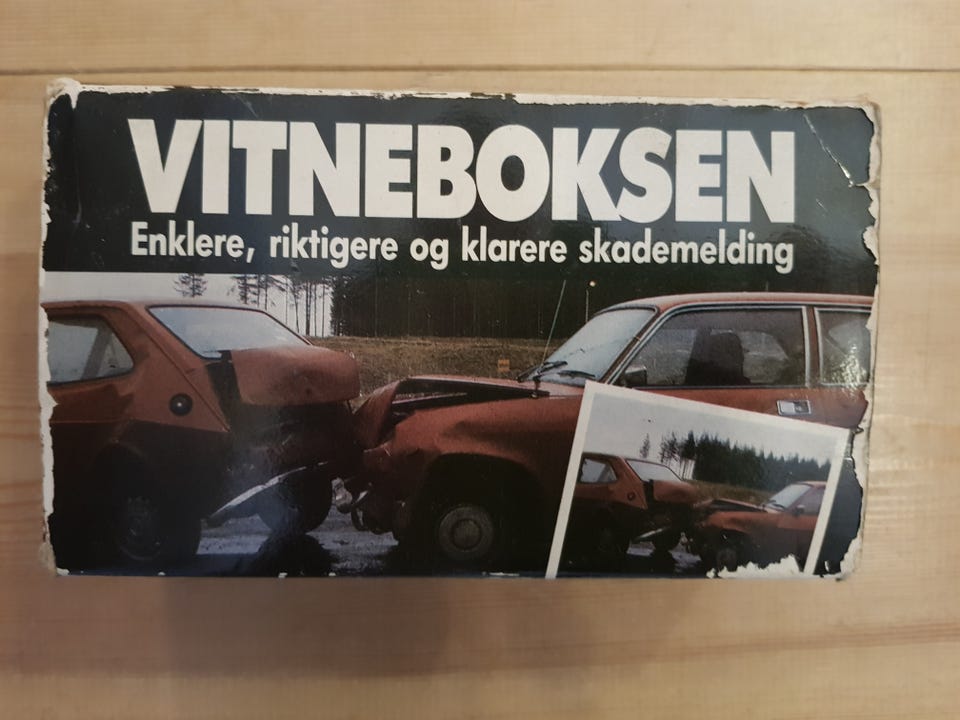 VITNEBOKSEN
Enklere, riktigere og klarere skademelding